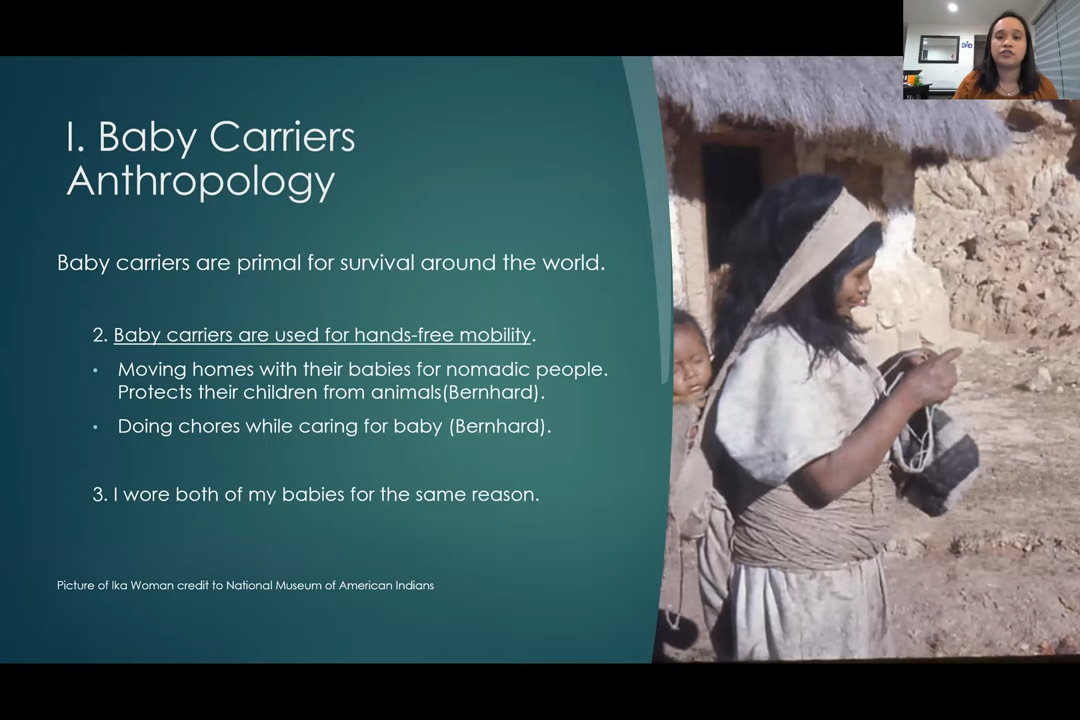 I. Baby Carriers
Anthropology
Baby carriers are primal for survival around the world.
2. Baby carriers are used for hands-free mobility.
• Moving homes with their babies for nomadic people.
Protects their children from animals(Bernhard).
• Doing chores while caring for baby (Bernhard).
3. I wore both of my babies for the same reason.
Picture of Ika Woman credit to National Museum of American Indians